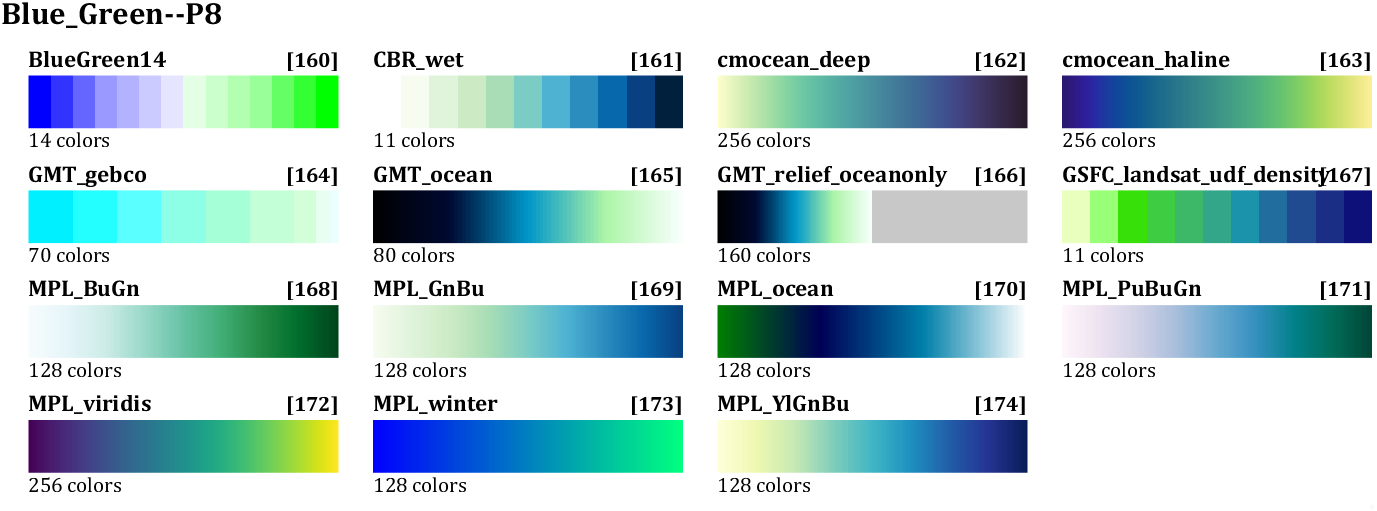 Blue_Green--P8
BlueGreen14 [160] CBR_wet [161] cmocean_deep [162] cmocean_haline [163]
14 colors 11 colors 256 colors 256 colors
GMT_gebco [164] GMT_ocean [165] GMT_relief_oceanonly [166] GSFC_landsat_udf_density[167]
70 colors 80 colors 160 colors 11 colors
MPL_BuGn [168] MPL_GnBu [169] MPL_ocean [170] MPL_PuBuGn [171]
128 colors 128 colors 128 colors 128 colors
MPL_viridis [172] MPL_winter [173] MPL_YlGnBu [174]
256 colors 128 colors 128 colors